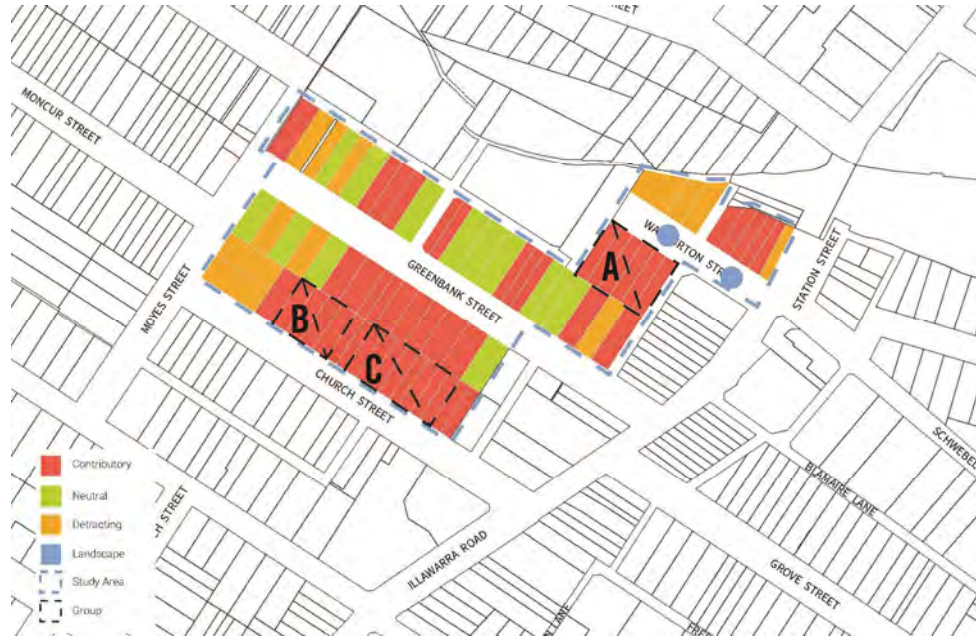 MONCUR STREET
MOYES STREET
GREENBANK STREET
CHURCH STREET
STATION STREET
ILLAWARRA ROAD
BLAMAIRE LANE
GROVE STREET
A
B
C
Contributory
Neutral
Detracting
Landscape
Study Area
Group